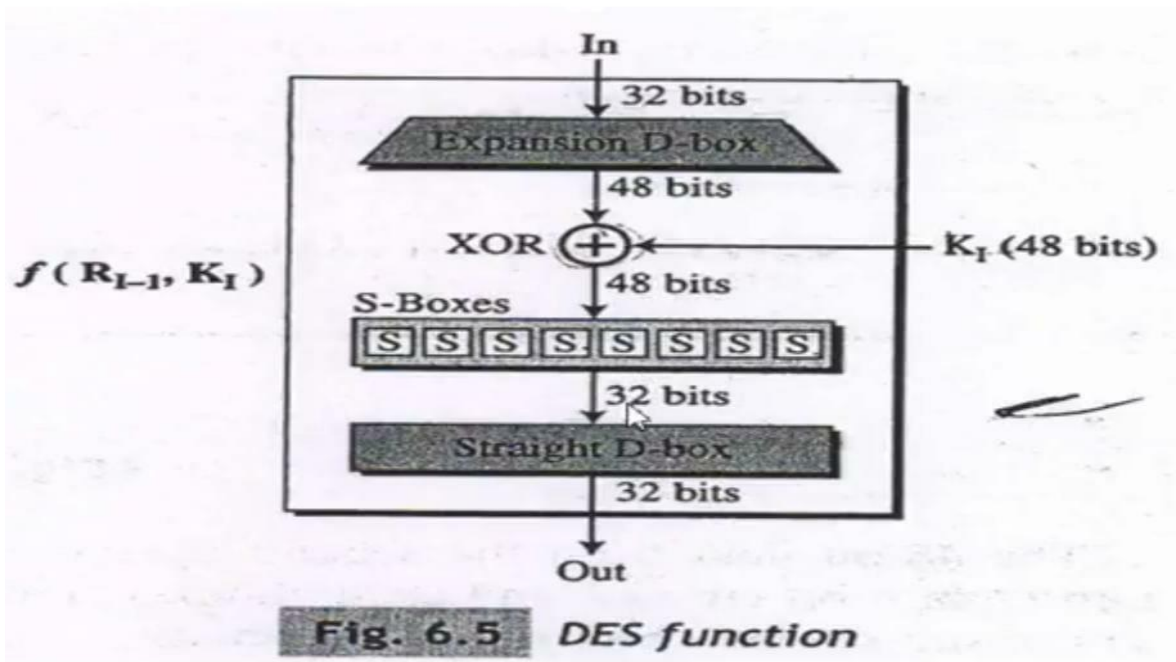 In
32 bits
Expansion D-box
48 bits
XOR + K_I (48 bits)
f ( R_I–1, K_I )
48 bits
S-Boxes
S S S S S S S S
32 bits
Straight D-box
32 bits
Out
Fig. 6.5 DES function